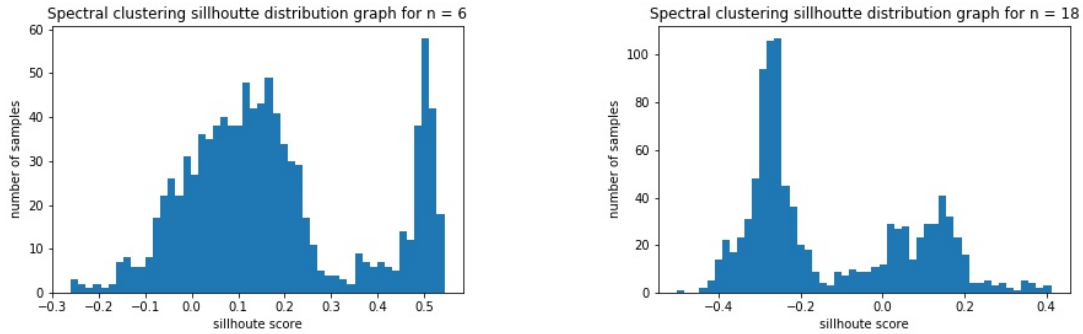 Spectral clustering sillhoutte distribution graph for n = 6
60
50
40
30
20
10
0
number of samples
−0.3 −0.2 −0.1 0.0 0.1 0.2 0.3 0.4 0.5
sillhoute score
Spectral clustering sillhoutte distribution graph for n = 18
100
80
60
40
20
0
number of samples
−0.4 −0.2 0.0 0.2 0.4
sillhoute score